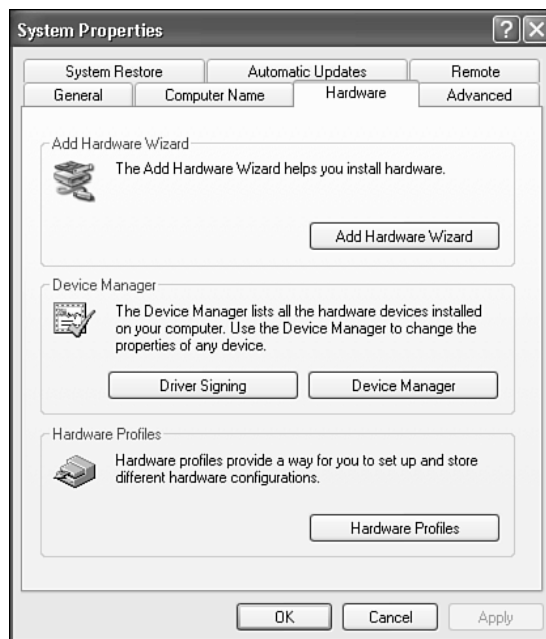 System Properties
System Restore
Automatic Updates
Remote
General
Computer Name
Hardware
Advanced
Add Hardware Wizard
The Add Hardware Wizard helps you install hardware.
Add Hardware Wizard
Device Manager
The Device Manager lists all the hardware devices installed
on your computer. Use the Device Manager to change the
properties of any device.
Driver Signing
Device Manager
Hardware Profiles
Hardware profiles provide a way for you to set up and store
different hardware configurations.
Hardware Profiles
OK
Cancel
Apply